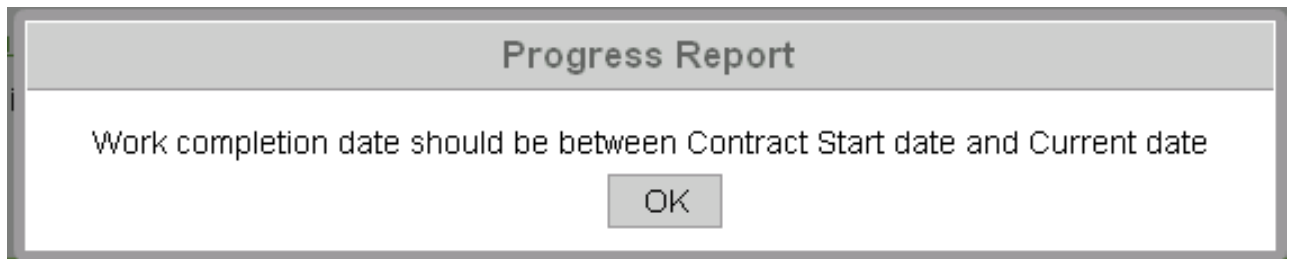 Progress Report
Work completion date should be between Contract Start date and Current date
OK